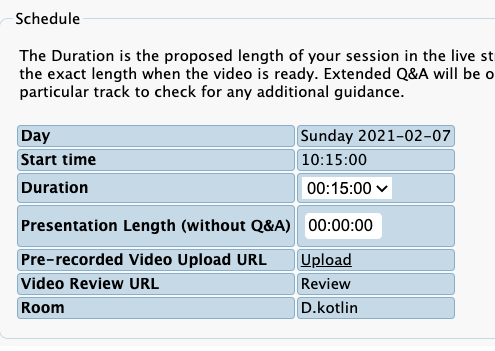 Schedule
The Duration is the proposed length of your session in the live
the exact length when the video is ready. Extended Q&A will be
particular track to check for any additional guidance.
Day Sunday 2021-02-07
Start time 10:15:00
Duration 00:15:00
Presentation Length (without Q&A) 00:00:00
Pre-recorded Video Upload URL Upload
Video Review URL Review
Room D.kotlin